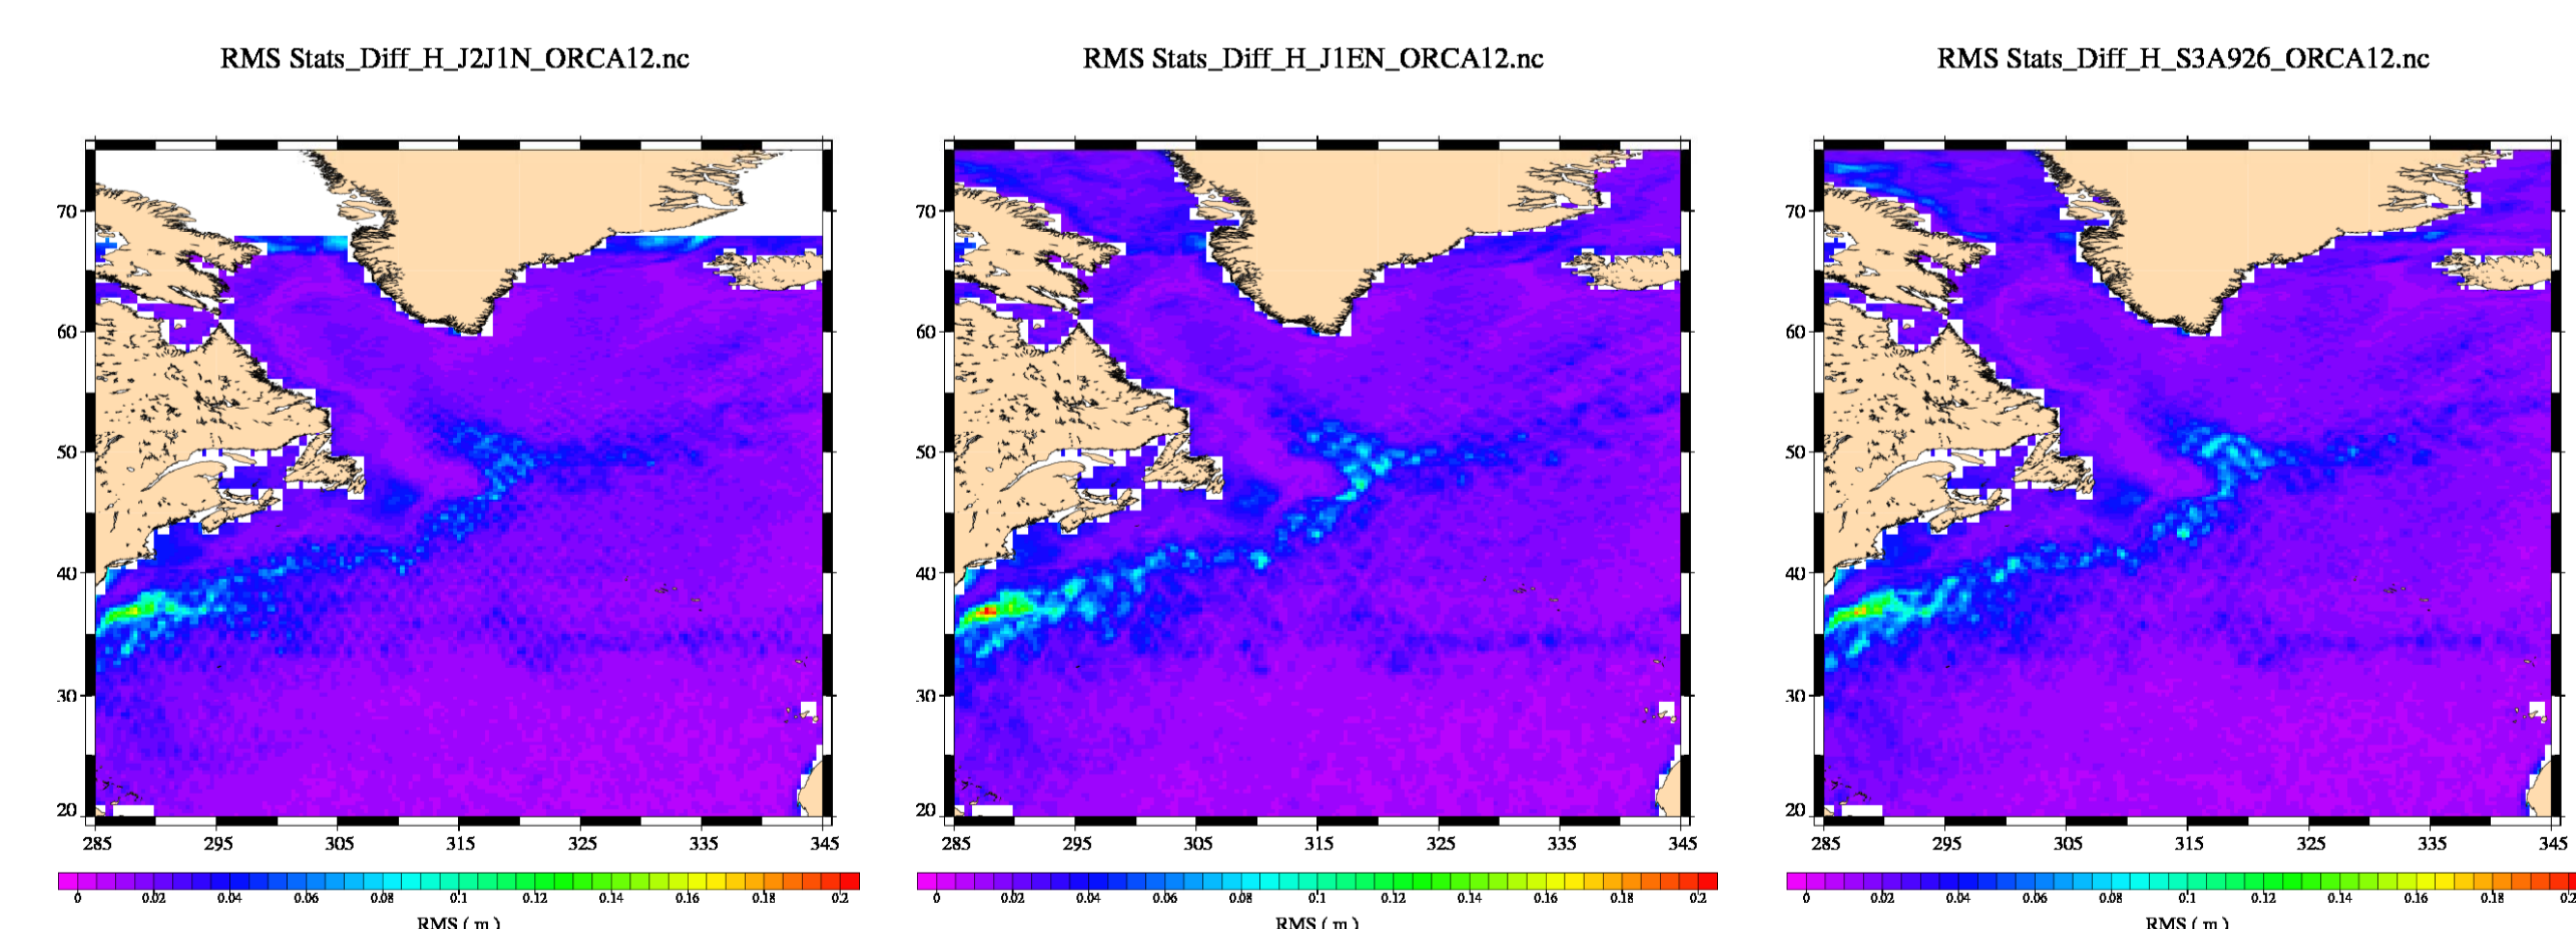 RMS Stats_Diff_H_J2J1N_ORCA12.nc
RMS Stats_Diff_H_J1EN_ORCA12.nc
RMS Stats_Diff_H_S3A926_ORCA12.nc
70
60
50
40
30
20
285 295 305 315 325 335 345
0 0.02 0.04 0.06 0.08 0.1 0.12 0.14 0.16 0.18 0.2
RMS ( m )
70
60
50
40
30
20
285 295 305 315 325 335 345
0 0.02 0.04 0.06 0.08 0.1 0.12 0.14 0.16 0.18 0.2
RMS ( m )
70
60
50
40
30
20
285 295 305 315 325 335 345
0 0.02 0.04 0.06 0.08 0.1 0.12 0.14 0.16 0.18 0.2
RMS ( m )